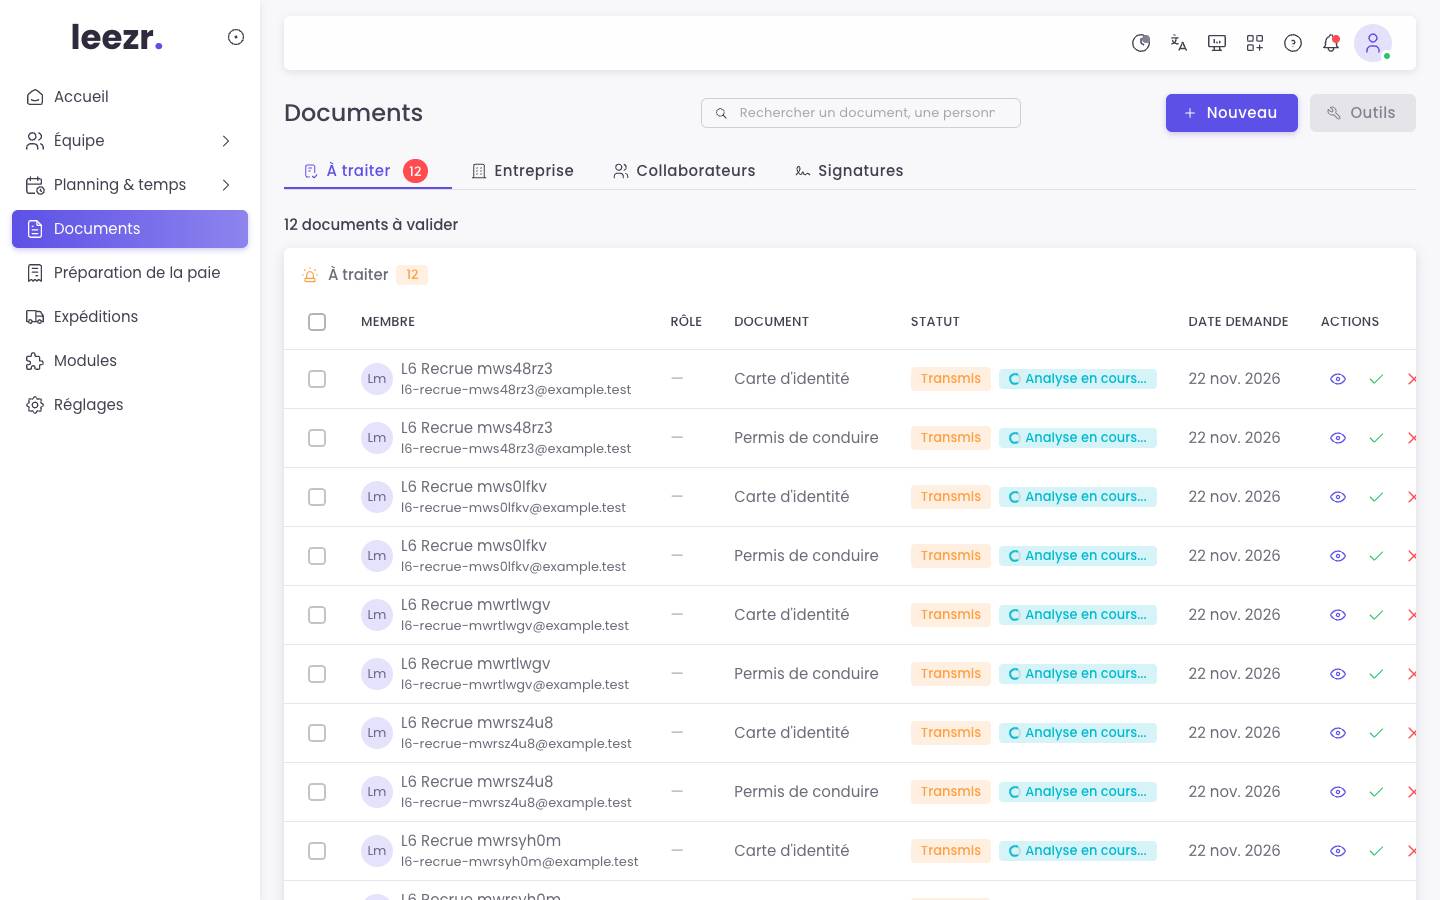 leezr.
Accueil
Équipe
Planning & temps
Documents
Préparation de la paie
Expéditions
Modules
Réglages
Documents
Rechercher un document, une personn
Nouveau
Outils
À traiter 12
Entreprise
Collaborateurs
Signatures
12 documents à valider
À traiter 12
MEMBRE RÔLE DOCUMENT STATUT DATE DEMANDE ACTIONS
Lm L6 Recrue mws48rz3 — Carte d'identité Transmis Analyse en cours... 22 nov. 2026
l6-recrue-mws48rz3@example.test
Lm L6 Recrue mws48rz3 — Permis de conduire Transmis Analyse en cours... 22 nov. 2026
l6-recrue-mws48rz3@example.test
Lm L6 Recrue mws0lfkv — Carte d'identité Transmis Analyse en cours... 22 nov. 2026
l6-recrue-mws0lfkv@example.test
Lm L6 Recrue mws0lfkv — Permis de conduire Transmis Analyse en cours... 22 nov. 2026
l6-recrue-mws0lfkv@example.test
Lm L6 Recrue mwrtlwgv — Carte d'identité Transmis Analyse en cours... 22 nov. 2026
l6-recrue-mwrtlwgv@example.test
Lm L6 Recrue mwrtlwgv — Permis de conduire Transmis Analyse en cours... 22 nov. 2026
l6-recrue-mwrtlwgv@example.test
Lm L6 Recrue mwrsz4u8 — Carte d'identité Transmis Analyse en cours... 22 nov. 2026
l6-recrue-mwrsz4u8@example.test
Lm L6 Recrue mwrsz4u8 — Permis de conduire Transmis Analyse en cours... 22 nov. 2026
l6-recrue-mwrsz4u8@example.test
Lm L6 Recrue mwrsyh0m — Carte d'identité Transmis Analyse en cours... 22 nov. 2026
l6-recrue-mwrsyh0m@example.test
L6 Recrue mwrsyh0m